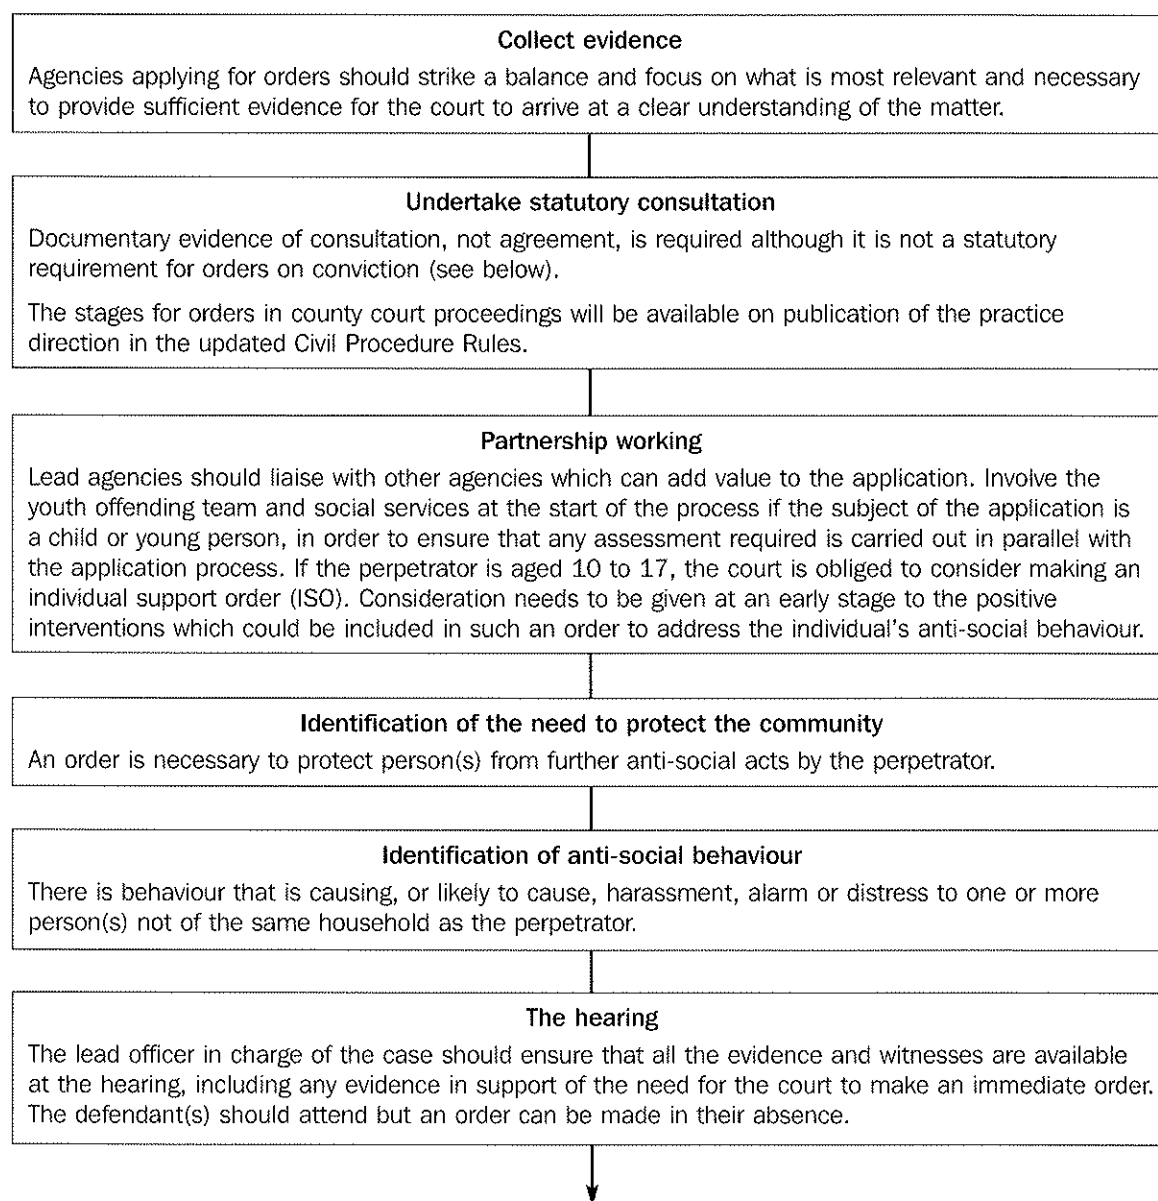 Collect evidence
Agencies applying for orders should strike a balance and focus on what is most relevant and necessary
to provide sufficient evidence for the court to arrive at a clear understanding of the matter.
Undertake statutory consultation
Documentary evidence of consultation, not agreement, is required although it is not a statutory
requirement for orders on conviction (see below).
The stages for orders in county court proceedings will be available on publication of the practice
direction in the updated Civil Procedure Rules.
Partnership working
Lead agencies should liaise with other agencies which can add value to the application. Involve the
youth offending team and social services at the start of the process if the subject of the application is
a child or young person, in order to ensure that any assessment required is carried out in parallel with
the application process. If the perpetrator is aged 10 to 17, the court is obliged to consider making an
individual support order (ISO). Consideration needs to be given at an early stage to the positive
interventions which could be included in such an order to address the individual's anti-social behaviour.
Identification of the need to protect the community
An order is necessary to protect person(s) from further anti-social acts by the perpetrator.
Identification of anti-social behaviour
There is behaviour that is causing, or likely to cause, harassment, alarm or distress to one or more
person(s) not of the same household as the perpetrator.
The hearing
The lead officer in charge of the case should ensure that all the evidence and witnesses are available
at the hearing, including any evidence in support of the need for the court to make an immediate order.
The defendant(s) should attend but an order can be made in their absence.